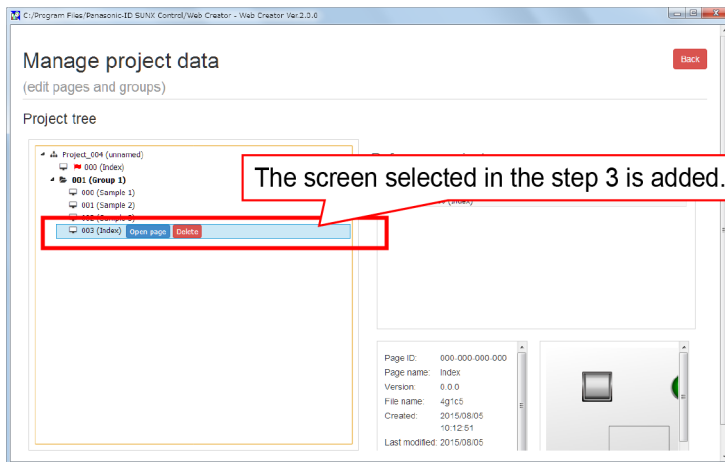 C:/Program Files/Panasonic-ID SUNX Control/Web Creator - Web Creator Ver.2.0.0
Manage project data
Back
(edit pages and groups)
Project tree
Project_004 (unnamed)
000 (Index)
001 (Group 1)
000 (Sample 1)
001 (Sample 2)
003 (Index) Open page Delete
The screen selected in the step 3 is added.
Page ID: 000-000-000-000
Page name: Index
Version: 0.0.0
File name: 4g1c5
Created: 2015/08/05
10:12:51
Last modified: 2015/08/05